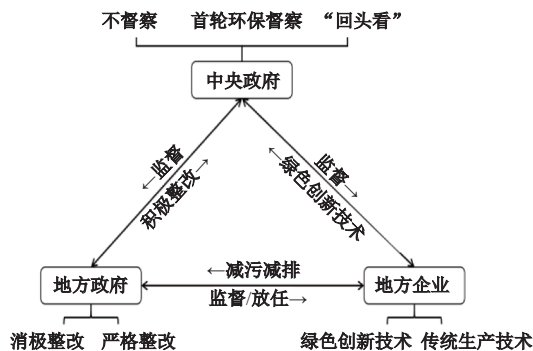 不督察 首轮环保督察 “回头看”
中央政府
←监督
积极整改→
监督→
←绿色创新技术
地方政府
←减污减排
监督/放任→
地方企业
消极整改 严格整改
绿色创新技术 传统生产技术